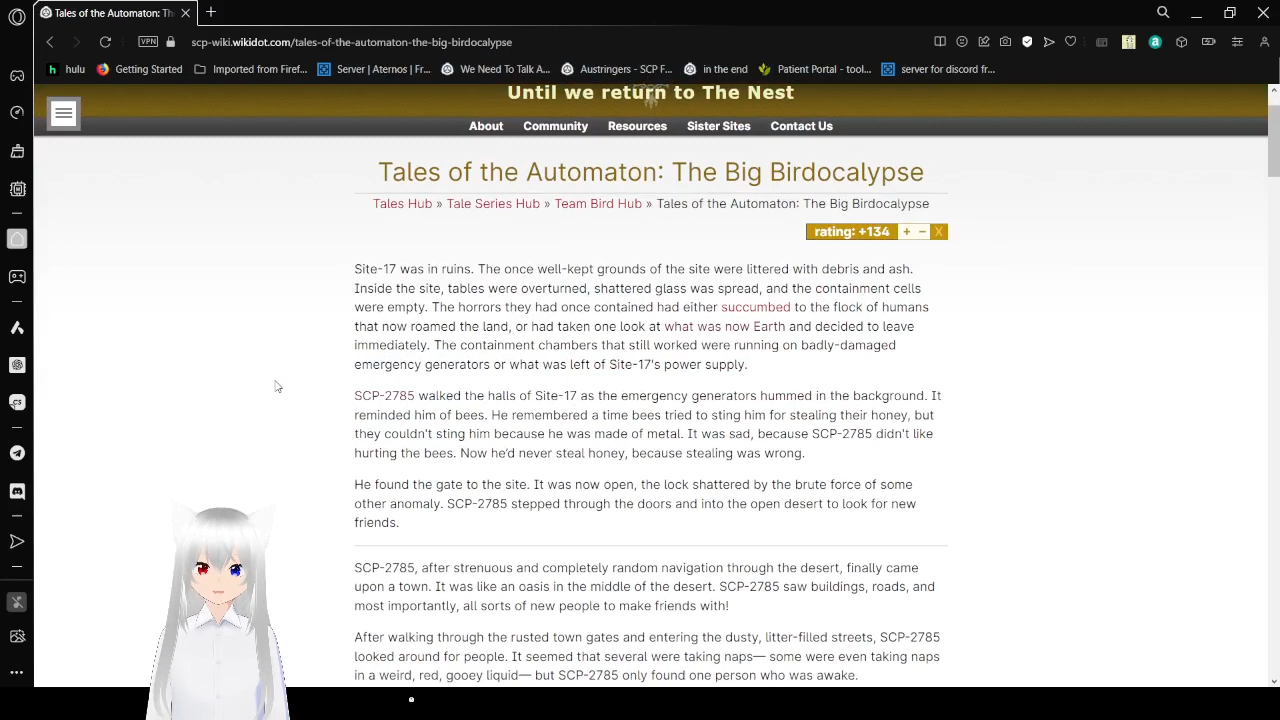 Tales of the Automaton: Th
VPN
scp-wiki.wikidot.com/tales-of-the-automaton-the-big-birdocalypse
hulu
Getting Started
Imported from Firef...
Server | Aternos | Fr...
We Need To Talk A...
Austringers - SCP F...
in the end
Patient Portal - tool...
server for discord fr...
Until we return to The Nest
About Community Resources Sister Sites Contact Us
Tales of the Automaton: The Big Birdocalypse
Tales Hub » Tale Series Hub » Team Bird Hub » Tales of the Automaton: The Big Birdocalypse
rating: +134 + – X
Site-17 was in ruins. The once well-kept grounds of the site were littered with debris and ash.
Inside the site, tables were overturned, shattered glass was spread, and the containment cells
were empty. The horrors they had once contained had either succumbed to the flock of humans
that now roamed the land, or had taken one look at what was now Earth and decided to leave
immediately. The containment chambers that still worked were running on badly-damaged
emergency generators or what was left of Site-17's power supply.
SCP-2785 walked the halls of Site-17 as the emergency generators hummed in the background. It
reminded him of bees. He remembered a time bees tried to sting him for stealing their honey, but
they couldn't sting him because he was made of metal. It was sad, because SCP-2785 didn't like
hurting the bees. Now he'd never steal honey, because stealing was wrong.
He found the gate to the site. It was now open, the lock shattered by the brute force of some
other anomaly. SCP-2785 stepped through the doors and into the open desert to look for new
friends.
SCP-2785, after strenuous and completely random navigation through the desert, finally came
upon a town. It was like an oasis in the middle of the desert. SCP-2785 saw buildings, roads, and
most importantly, all sorts of new people to make friends with!
After walking through the rusted town gates and entering the dusty, litter-filled streets, SCP-2785
looked around for people. It seemed that several were taking naps— some were even taking naps
in a weird, red, gooey liquid— but SCP-2785 only found one person who was awake.